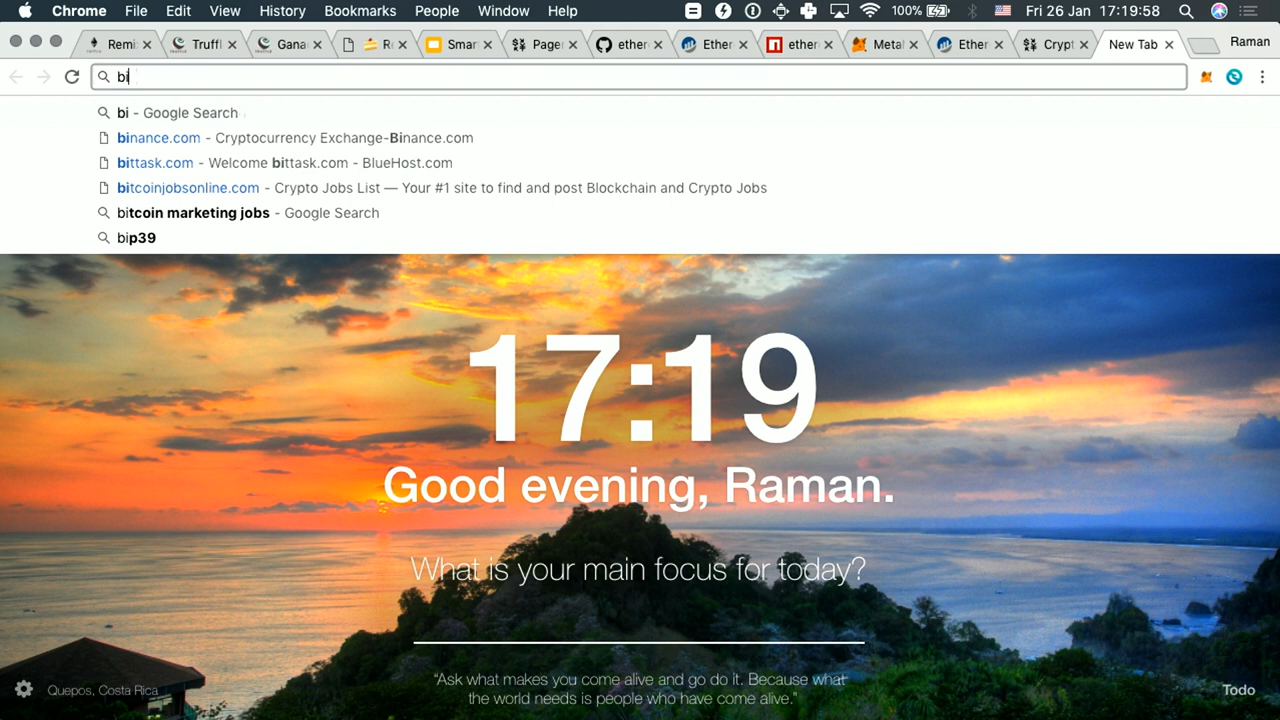 Chrome File Edit View History Bookmarks People Window Help 100% Fri 26 Jan 17:19:58
Remi Truffl Gana Re Smar Page ether Ether ether Metal Ether Crypt New Tab Raman
bi
bi - Google Search
binance.com - Cryptocurrency Exchange-Binance.com
bittask.com - Welcome bittask.com - BlueHost.com
bitcoinjobsonline.com - Crypto Jobs List — Your #1 site to find and post Blockchain and Crypto Jobs
bitcoin marketing jobs - Google Search
bip39
17:19
Good evening, Raman.
What is your main focus for today?
"Ask what makes you come alive and go do it. Because what
the world needs is people who have come alive."
Quepos, Costa Rica
Todo